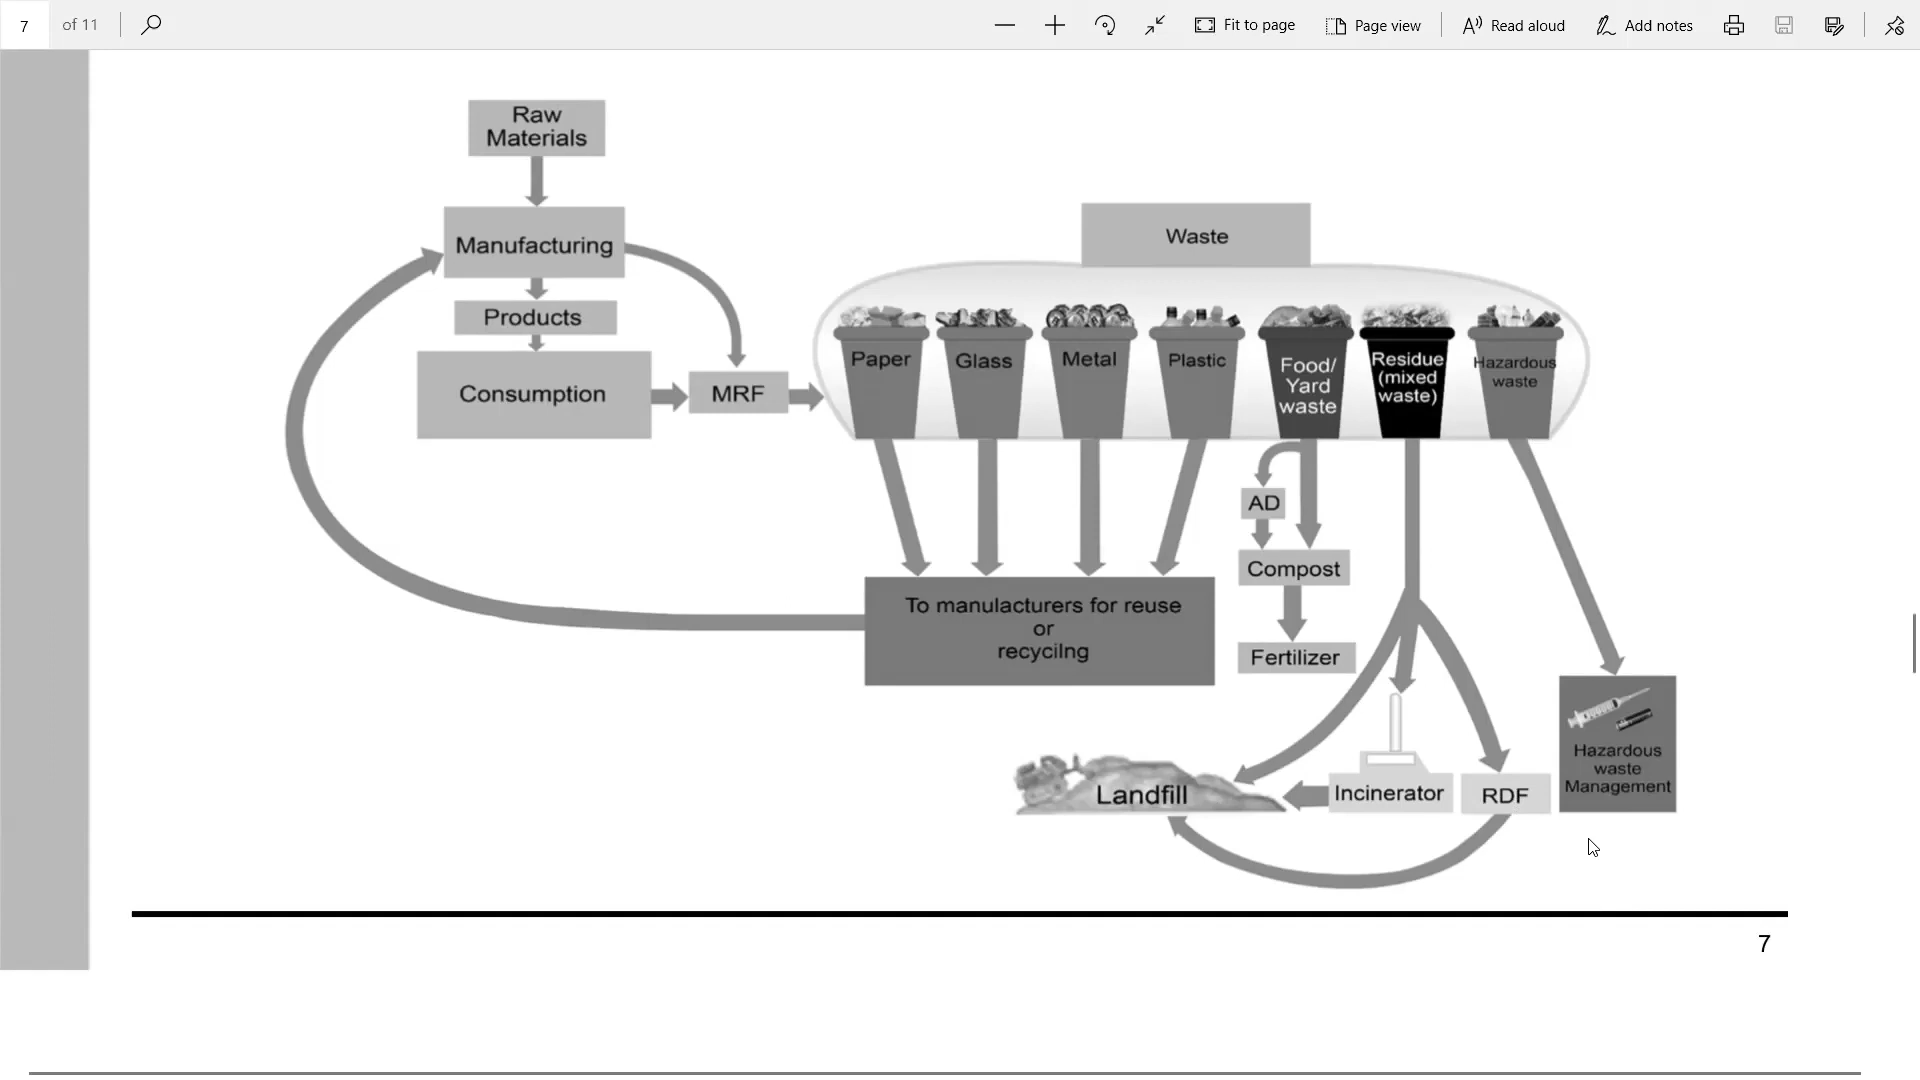 7 of 11 Fit to page Page view Read aloud Add notes
Raw
Materials
Manufacturing
Products
Consumption
MRF
Waste
Paper
Glass
Metal
Plastic
Food/
Yard
waste
Residue
(mixed
waste)
Hazardous
waste
AD
Compost
Fertilizer
To manulacturers for reuse
or
recycilng
Landfill
Incinerator
RDF
Hazardous
waste
Management
7